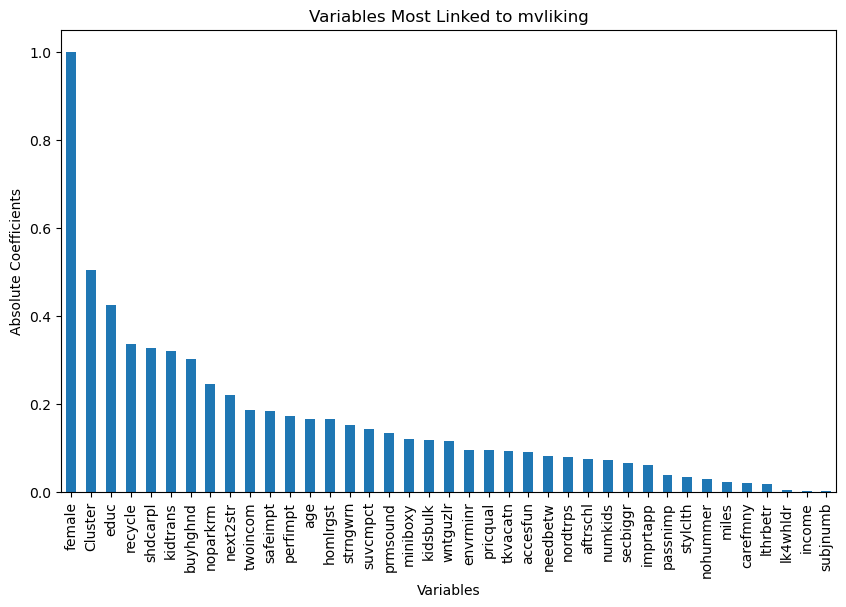 Variables Most Linked to mvliking
Absolute Coefficients
1.0
0.8
0.6
0.4
0.2
0.0
female
Cluster
educ
recycle
shdcarpl
kidtrans
buyhghnd
noparkrm
next2str
twoincom
safeimpt
perfimpt
age
homlrgst
strngwrn
suvcmpct
prmsound
miniboxy
kidsbulk
wntguzlr
envrminr
pricqual
tkvacatn
accesfun
needbetw
nordtrps
aftrschl
numkids
secbiggr
imprtapp
passnimp
stylclth
nohummer
miles
carefmny
lthrbetr
lk4whldr
income
subjnumb
Variables